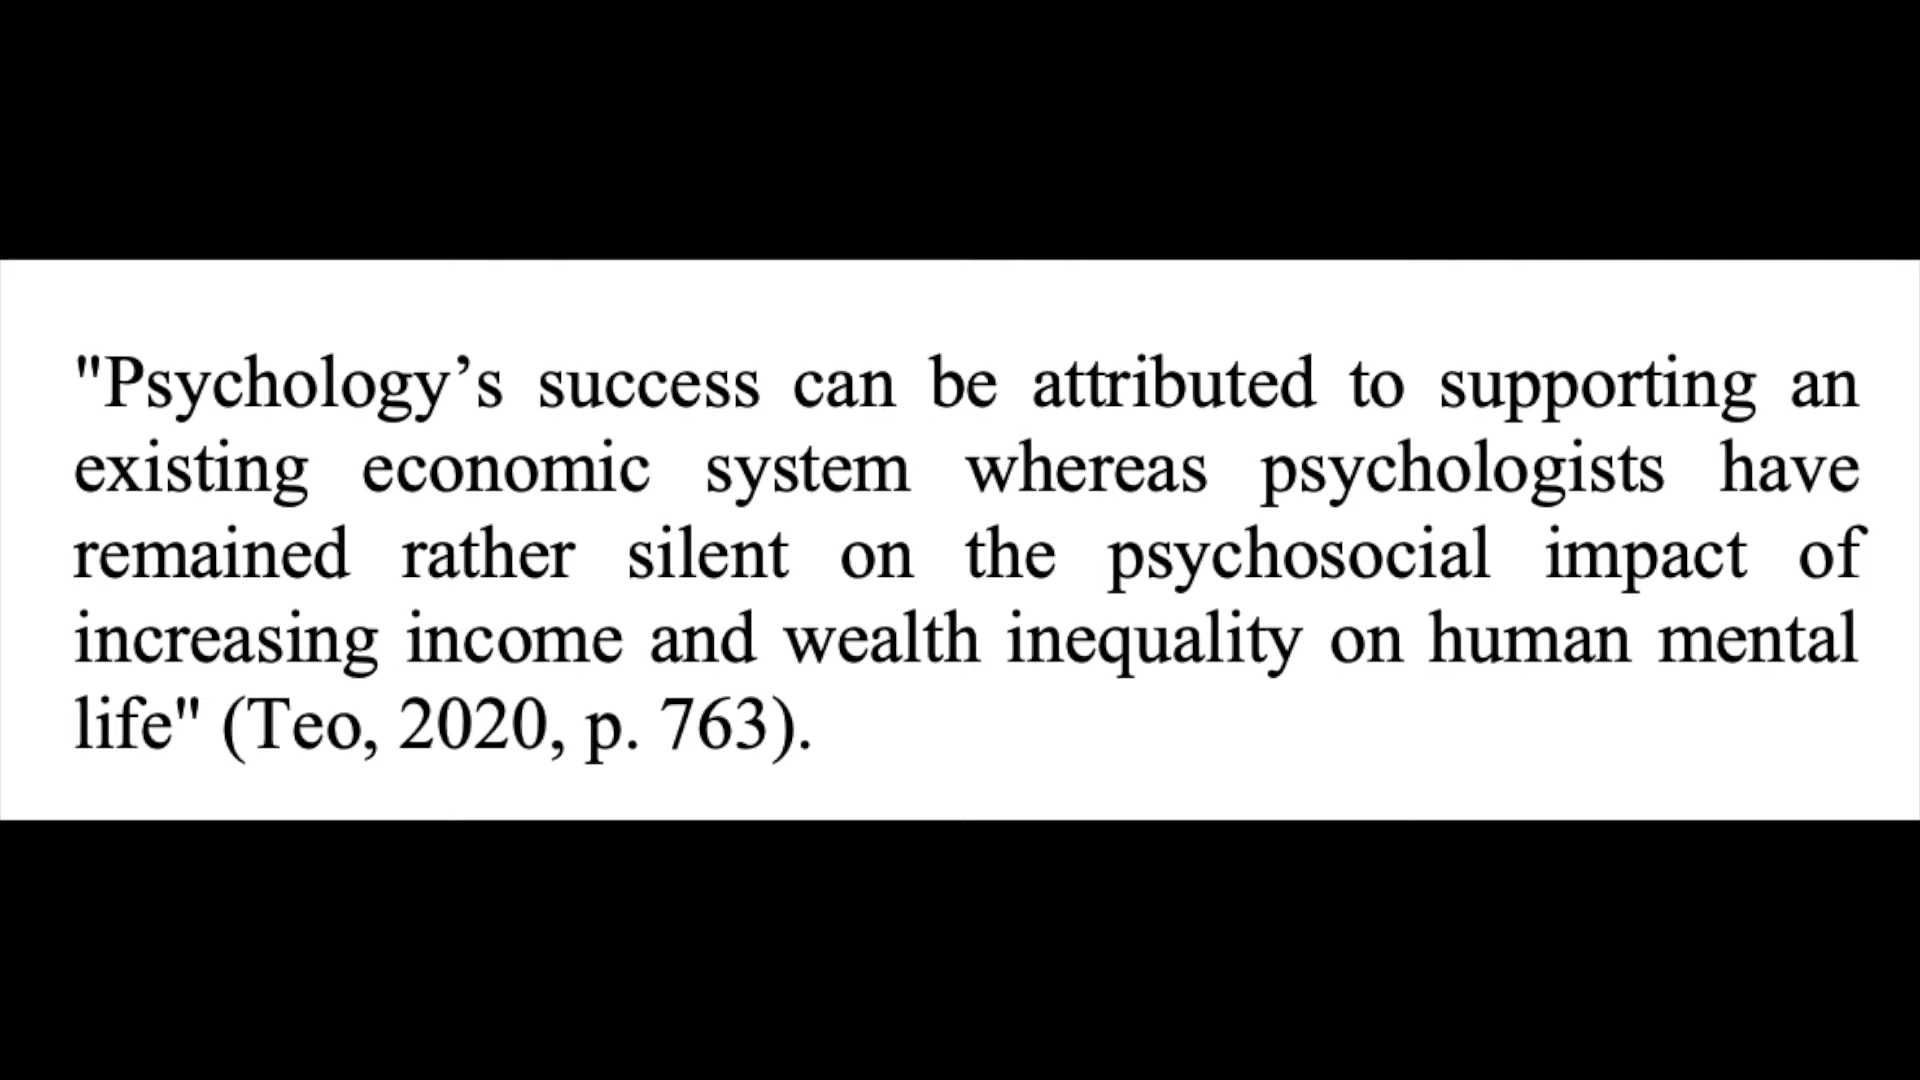 "Psychology’s success can be attributed to supporting an
existing economic system whereas psychologists have
remained rather silent on the psychosocial impact of
increasing income and wealth inequality on human mental
life" (Teo, 2020, p. 763).